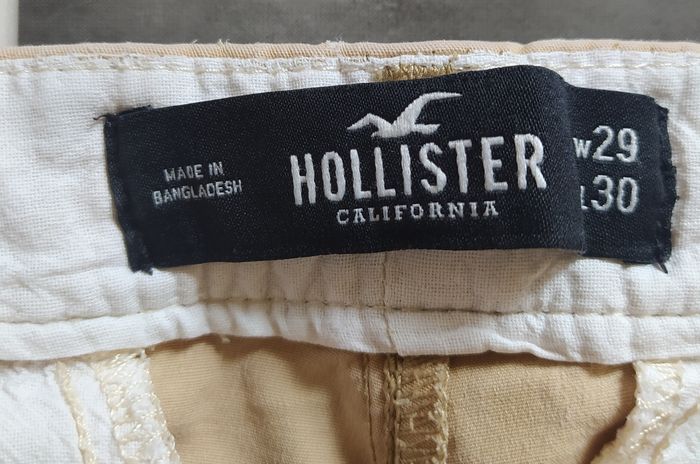 MADE IN
BANGLADESH
HOLLISTER
CALIFORNIA
W29
L30